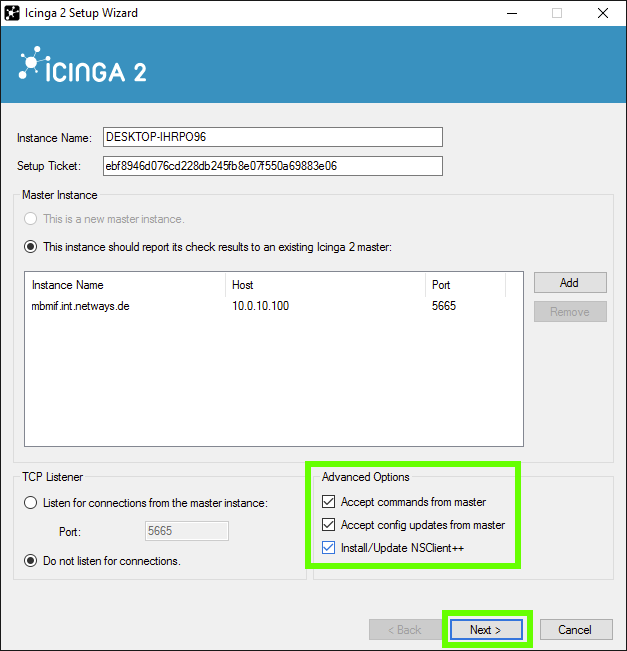 Icinga 2 Setup Wizard
ICINGA 2
Instance Name: DESKTOP-IHRPO96
Setup Ticket: ebf8946d076cd228db245fb8e07f550a69883e06
Master Instance
This is a new master instance.
This instance should report its check results to an existing Icinga 2 master:
Instance Name Host Port
mbmif.int.netways.de 10.0.10.100 5665
Add
Remove
TCP Listener
Listen for connections from the master instance:
Port: 5665
Do not listen for connections.
Advanced Options
Accept commands from master
Accept config updates from master
Install/Update NSClient++
< Back Next > Cancel